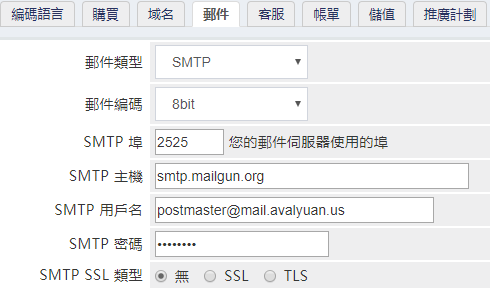 編碼語言 購買 域名 郵件 客服 帳單 儲值 推廣計劃
郵件類型 SMTP
郵件編碼 8bit
SMTP 埠 2525 您的郵件伺服器使用的埠
SMTP 主機 smtp.mailgun.org
SMTP 用戶名 postmaster@mail.avalyuan.us
SMTP 密碼 ••••••••
SMTP SSL 類型 無 SSL TLS